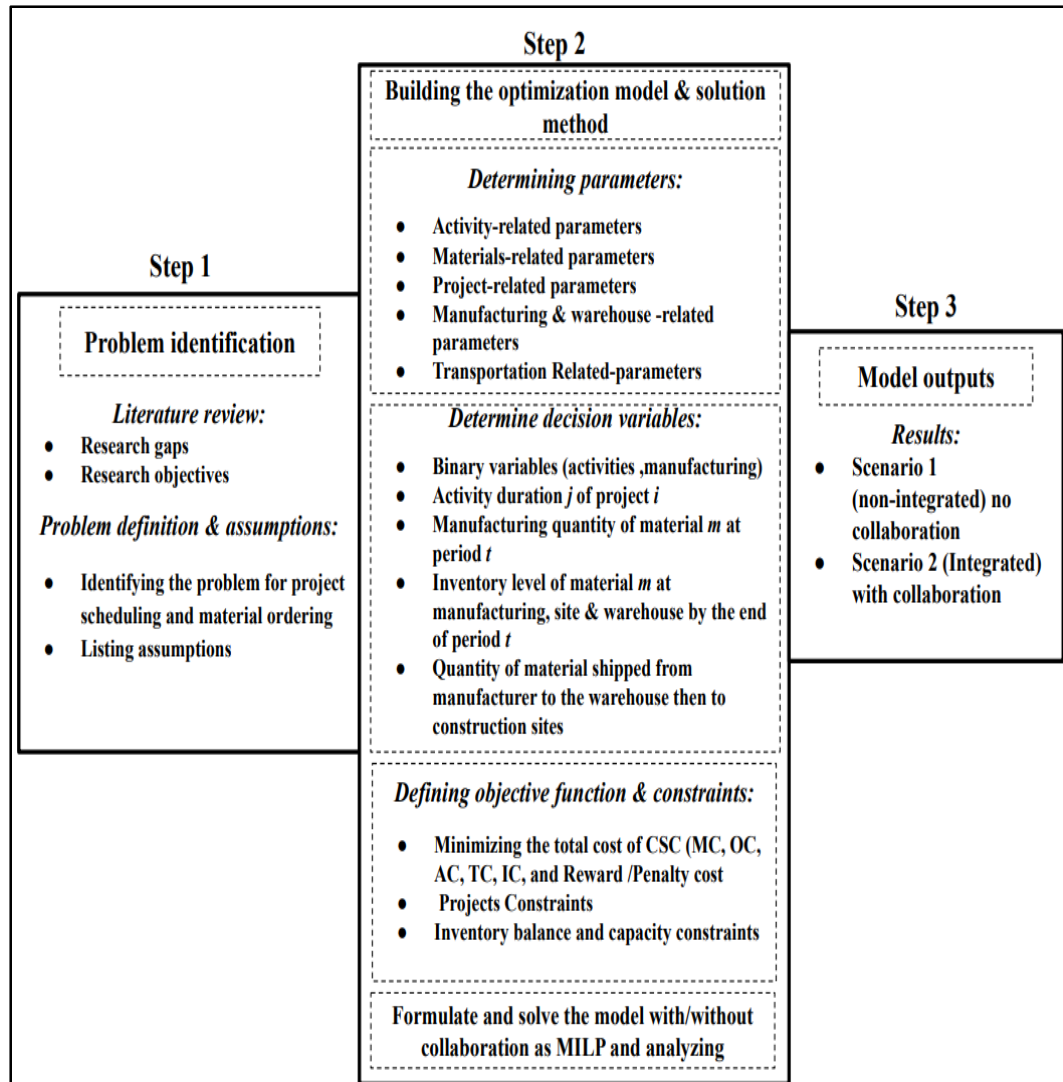 Step 1
Problem identification
Literature review:
● Research gaps
● Research objectives
Problem definition & assumptions:
● Identifying the problem for project
scheduling and material ordering
● Listing assumptions
Step 2
Building the optimization model & solution
method
Determining parameters:
● Activity-related parameters
● Materials-related parameters
● Project-related parameters
● Manufacturing & warehouse -related
parameters
● Transportation Related-parameters
Determine decision variables:
● Binary variables (activities ,manufacturing)
● Activity duration j of project i
● Manufacturing quantity of material m at
period t
● Inventory level of material m at
manufacturing, site & warehouse by the end
of period t
● Quantity of material shipped from
manufacturer to the warehouse then to
construction sites
Defining objective function & constraints:
● Minimizing the total cost of CSC (MC, OC,
AC, TC, IC, and Reward /Penalty cost
● Projects Constraints
● Inventory balance and capacity constraints
Formulate and solve the model with/without
collaboration as MILP and analyzing
Step 3
Model outputs
Results:
● Scenario 1
(non-integrated) no
collaboration
● Scenario 2 (Integrated)
with collaboration